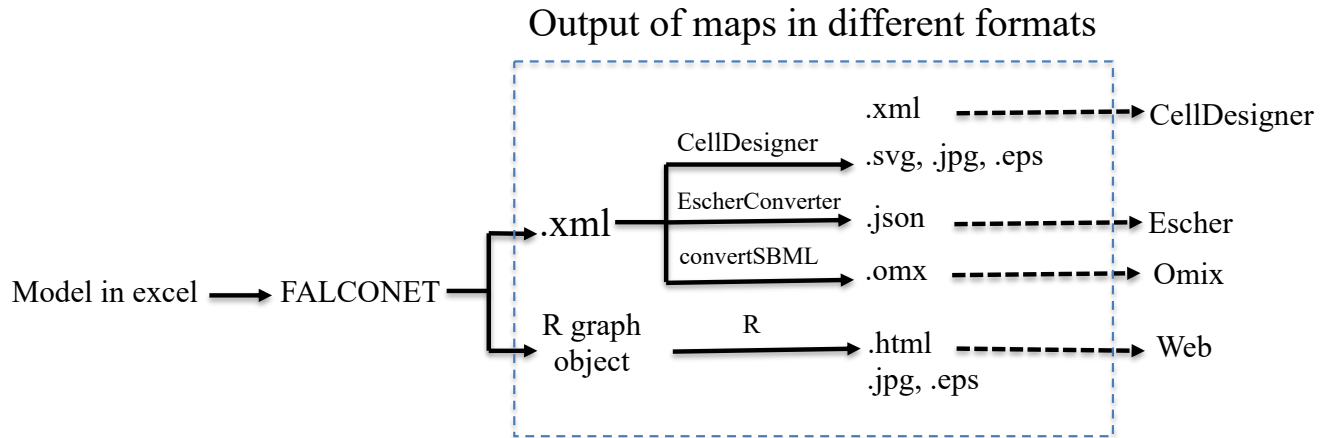 Output of maps in different formats
.xml
CellDesigner
CellDesigner
.svg, .jpg, .eps
EscherConverter
.xml
.json
Escher
convertSBML
.omx
Omix
Model in excel
FALCONET
R graph
object
R
.html
.jpg, .eps
Web